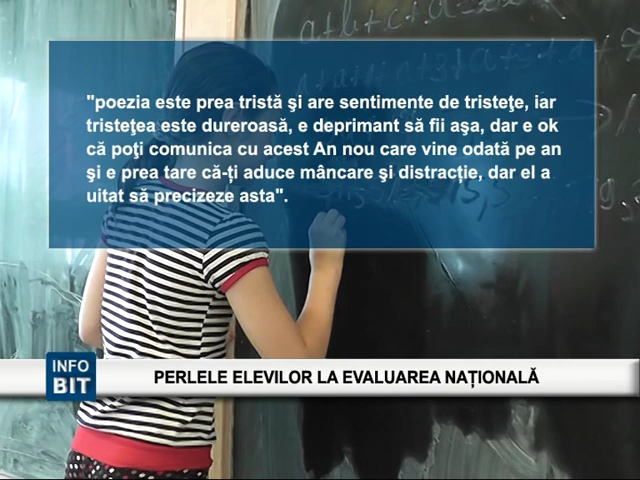 a+b+c+d
"poezia este prea tristă şi are sentimente de tristeţe, iar
tristeţea este dureroasă, e deprimant să fii aşa, dar e ok
că poţi comunica cu acest An nou care vine odată pe an
şi e prea tare că-ţi aduce mâncare şi distracţie, dar el a
uitat să precizeze asta".
INFO
BIT
PERLELE ELEVILOR LA EVALUAREA NAȚIONALĂ